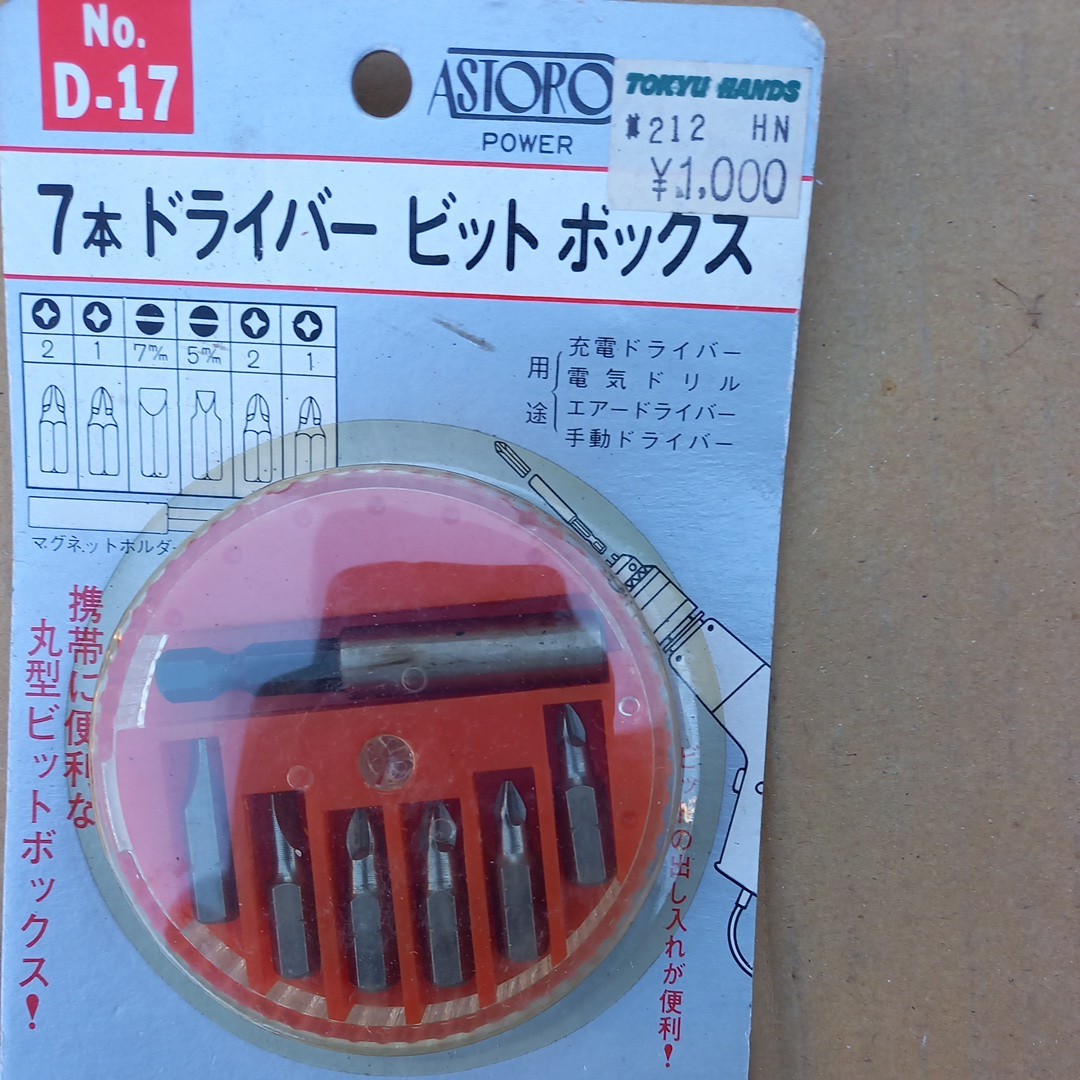 No.
D-17
ASTORO
POWER
TOKYU HANDS
*212 HN
¥1,000
7本ドライバー ビット ボックス
2 1 7㎜ 5㎜ 2 1
用途
充電ドライバー
電気ドリル
エアードライバー
手動ドライバー
マグネットホルダー
携帯に便利な
丸型ビットボックス!
ビットの出し入れが便利!